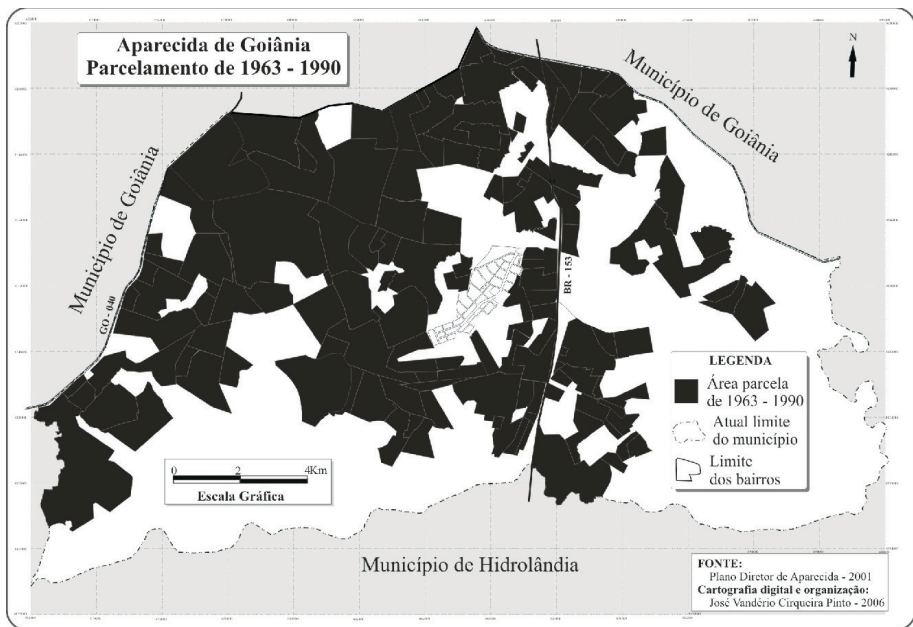 Aparecida de Goiânia
Parcelamento de 1963 - 1990
N
Município de Goiânia
Município de Goiânia
GO - 040
BR - 153
LEGENDA
Área parcela
de 1963 - 1990
Atual limite
do município
Limite
dos bairros
0 2 4Km
Escala Gráfica
Município de Hidrolândia
FONTE:
Plano Diretor de Aparecida - 2001
Cartografia digital e organização:
José Vandério Cirqueira Pinto - 2006